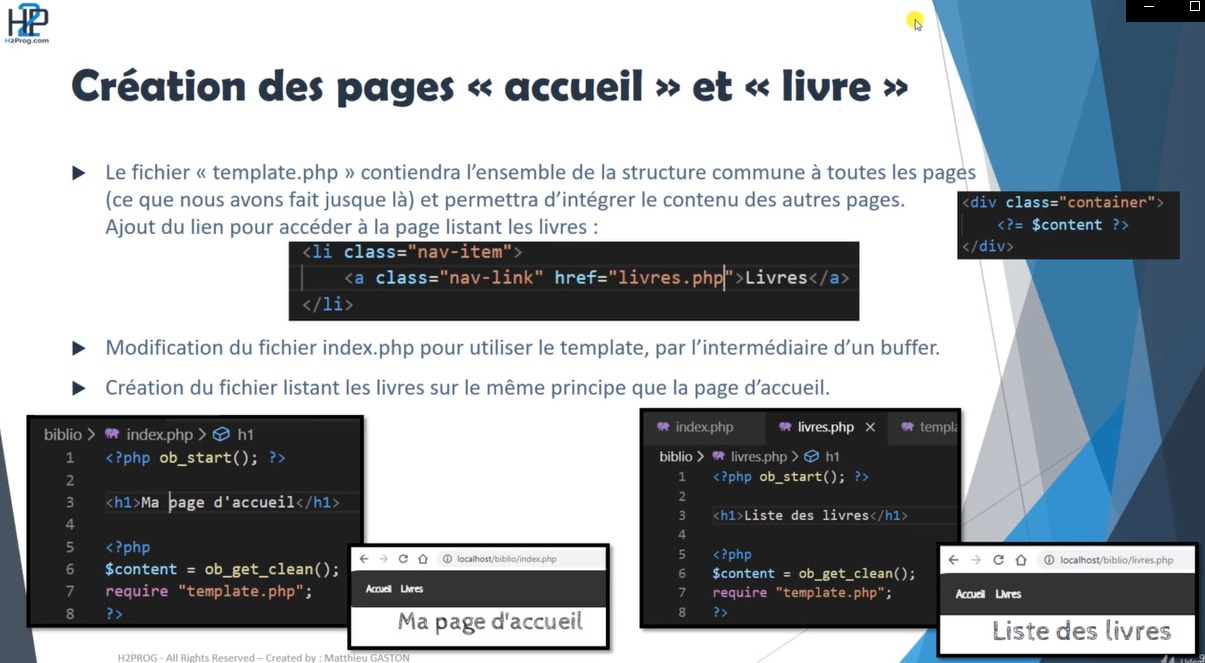 H2P
H2Prog.com
Création des pages « accueil » et « livre »
Le fichier « template.php » contiendra l’ensemble de la structure commune à toutes les pages
(ce que nous avons fait jusque là) et permettra d’intégrer le contenu des autres pages.
Ajout du lien pour accéder à la page listant les livres :
<div class="container">
<?= $content ?>
</div>
<li class="nav-item">
<a class="nav-link" href="livres.php">Livres</a>
</li>
Modification du fichier index.php pour utiliser le template, par l’intermédiaire d’un buffer.
Création du fichier listant les livres sur le même principe que la page d’accueil.
biblio > index.php > h1
1 <?php ob_start(); ?>
2
3 <h1>Ma page d'accueil</h1>
4
5 <?php
6 $content = ob_get_clean();
7 require "template.php";
8 ?>
localhost/biblio/index.php
Accueil Livres
Ma page d'accueil
index.php livres.php templa
biblio > livres.php > h1
1 <?php ob_start(); ?>
2
3 <h1>Liste des livres</h1>
4
5 <?php
6 $content = ob_get_clean();
7 require "template.php";
8 ?>
localhost/biblio/livres.php
Accueil Livres
Liste des livres
H2PROG - All Rights Reserved – Created by : Matthieu GASTON